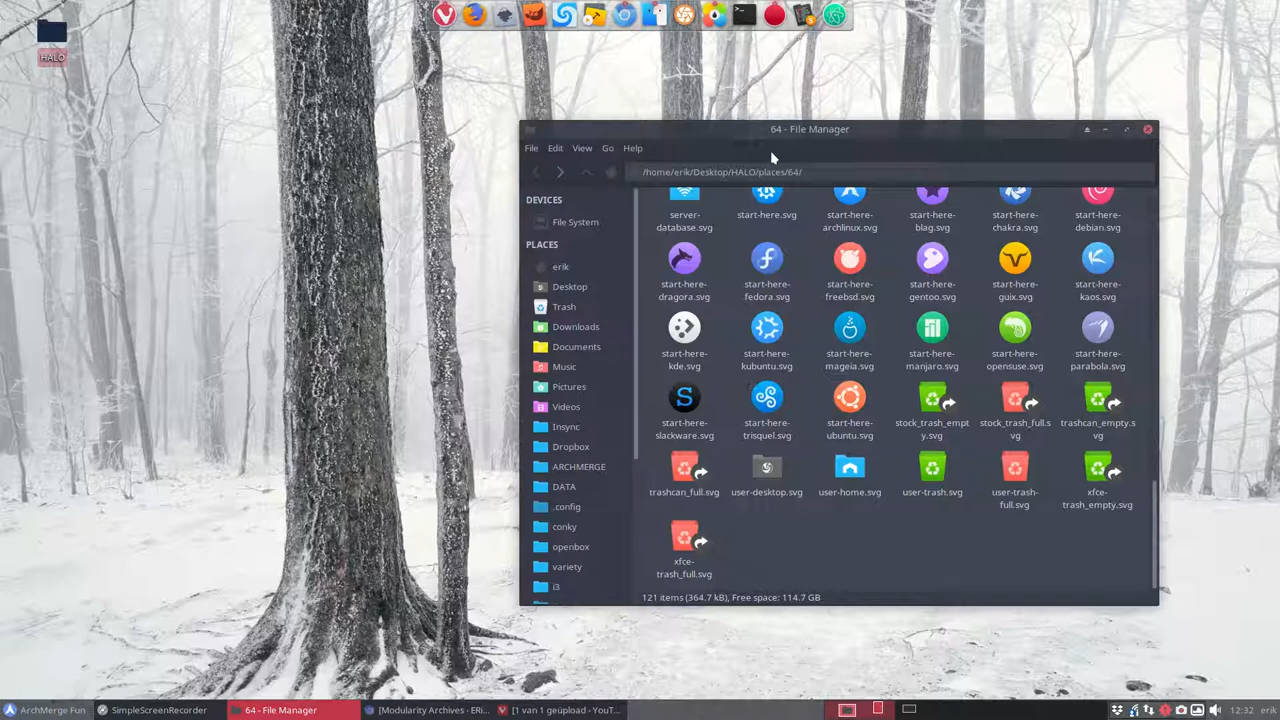 HALO
64 - File Manager
File Edit View Go Help
/home/erik/Desktop/HALO/places/64/
DEVICES
File System
PLACES
erik
Desktop
Trash
Downloads
Documents
Music
Pictures
Videos
Insync
Dropbox
ARCHMERGE
DATA
.config
conky
openbox
variety
i3
server-
database.svg
start-here.svg
start-here-
archlinux.svg
start-here-
blag.svg
start-here-
chakra.svg
start-here-
debian.svg
start-here-
dragora.svg
start-here-
fedora.svg
start-here-
freebsd.svg
start-here-
gentoo.svg
start-here-
guix.svg
start-here-
kaos.svg
start-here-
kde.svg
start-here-
kubuntu.svg
start-here-
mageia.svg
start-here-
manjaro.svg
start-here-
opensuse.svg
start-here-
parabola.svg
start-here-
slackware.svg
start-here-
trisquel.svg
start-here-
ubuntu.svg
stock_trash_empt
y.svg
stock_trash_full.s
vg
trashcan_empty.s
vg
trashcan_full.svg
user-desktop.svg
user-home.svg
user-trash.svg
user-trash-
full.svg
xfce-
trash_empty.svg
xfce-
trash_full.svg
121 items (364.7 kB), Free space: 114.7 GB
ArchMerge Fun SimpleScreenRecorder 64 - File Manager [Modularity Archives - ERi... [1 van 1 geüpload - YouT... 12:32 erik